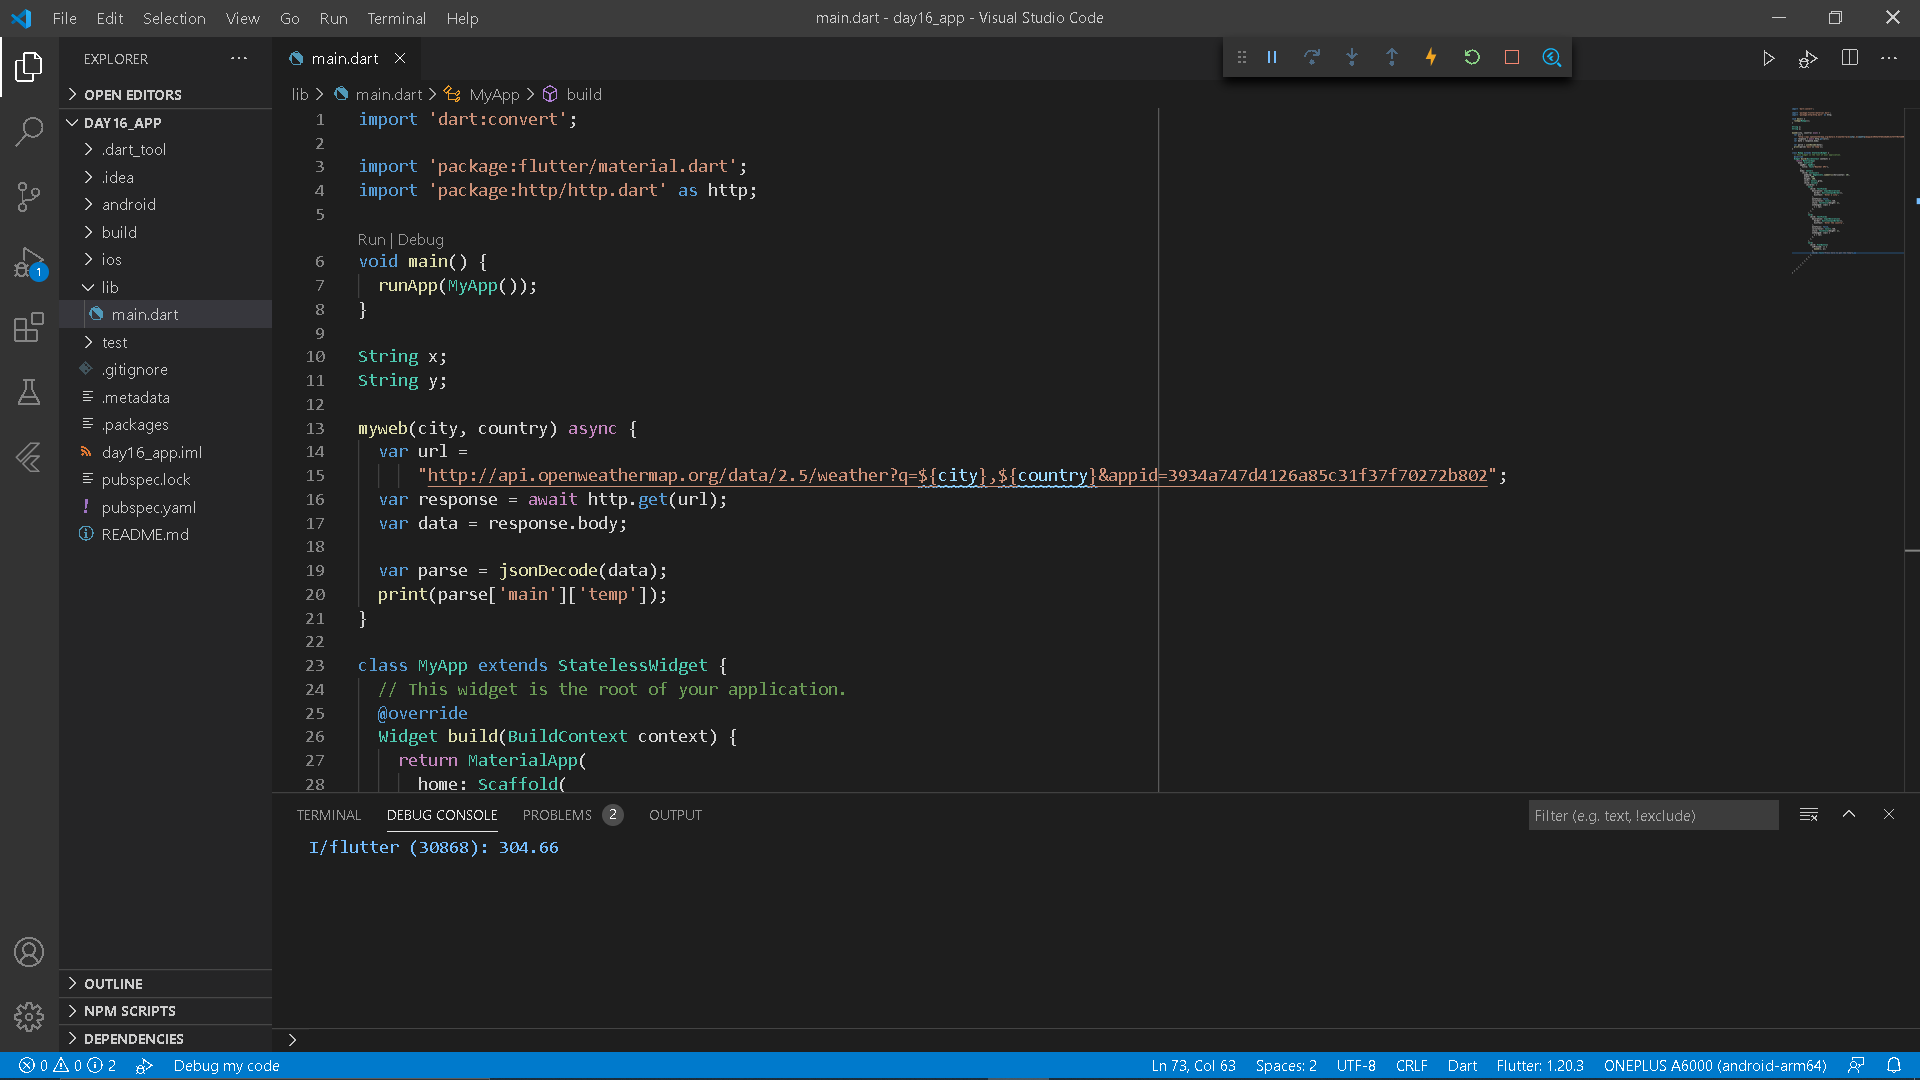 File Edit Selection View Go Run Terminal Help
main.dart - day16_app - Visual Studio Code
EXPLORER
OPEN EDITORS
DAY16_APP
.dart_tool
.idea
android
build
ios
lib
main.dart
test
.gitignore
.metadata
.packages
day16_app.iml
pubspec.lock
pubspec.yaml
README.md
OUTLINE
NPM SCRIPTS
DEPENDENCIES
1
main.dart
lib > main.dart > MyApp > build
1 import 'dart:convert';
2
3 import 'package:flutter/material.dart';
4 import 'package:http/http.dart' as http;
5
Run | Debug
6 void main() {
7 runApp(MyApp());
8 }
9
10 String x;
11 String y;
12
13 myweb(city, country) async {
14 var url =
15 "http://api.openweathermap.org/data/2.5/weather?q=${city},${country}&appid=3934a747d4126a85c31f37f70272b802";
16 var response = await http.get(url);
17 var data = response.body;
18
19 var parse = jsonDecode(data);
20 print(parse['main']['temp']);
21 }
22
23 class MyApp extends StatelessWidget {
24 // This widget is the root of your application.
25 @override
26 Widget build(BuildContext context) {
27 return MaterialApp(
28 home: Scaffold(
TERMINAL DEBUG CONSOLE PROBLEMS 2 OUTPUT
Filter (e.g. text, !exclude)
I/flutter (30868): 304.66
>
0 0 2 Debug my code
Ln 73, Col 63 Spaces: 2 UTF-8 CRLF Dart Flutter: 1.20.3 ONEPLUS A6000 (android-arm64)